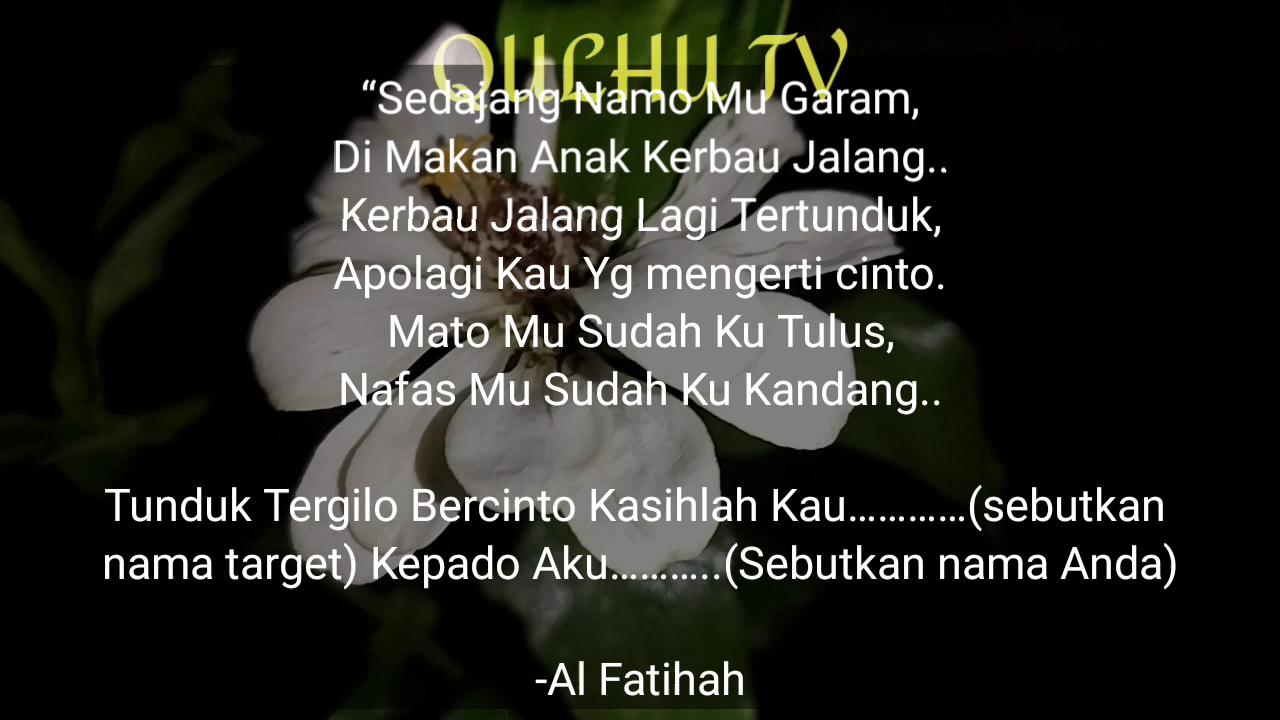 QULHU TV
“Sedajang Namo Mu Garam,
Di Makan Anak Kerbau Jalang..
Kerbau Jalang Lagi Tertunduk,
Apolagi Kau Yg mengerti cinto.
Mato Mu Sudah Ku Tulus,
Nafas Mu Sudah Ku Kandang..
Tunduk Tergilo Bercinto Kasihlah Kau…………(sebutkan
nama target) Kepado Aku………..(Sebutkan nama Anda)
-Al Fatihah